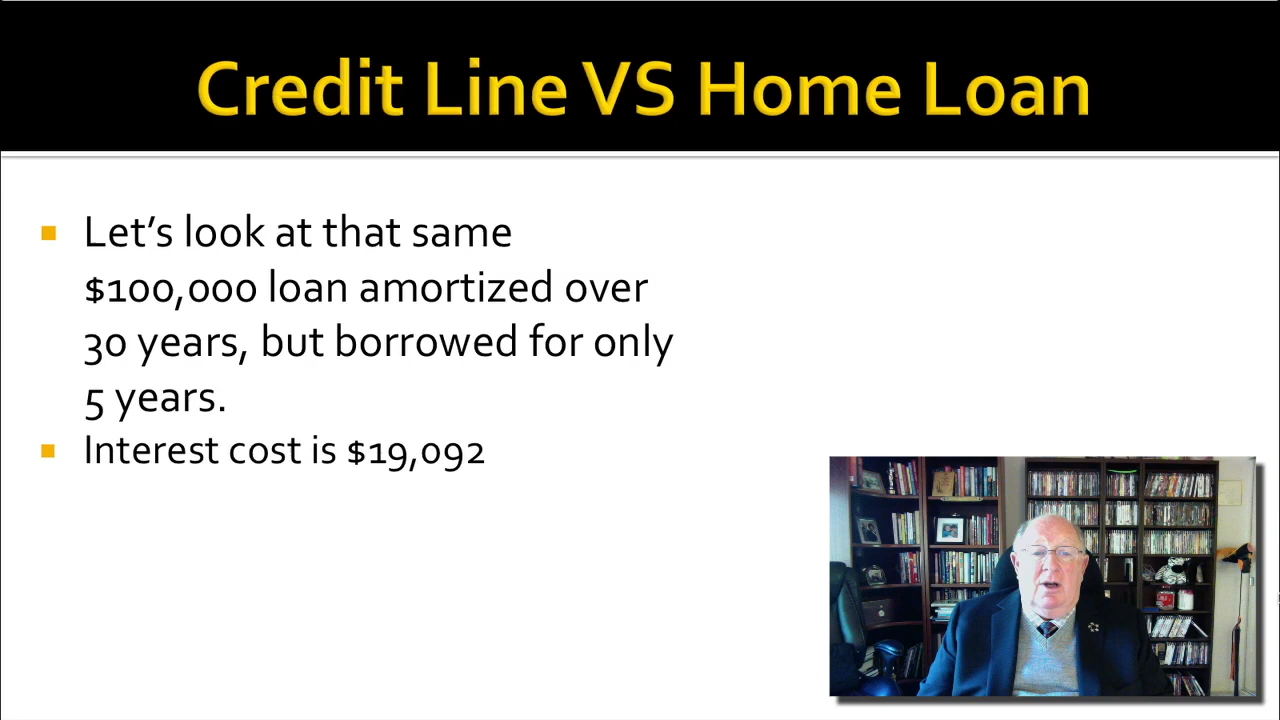 Credit Line VS Home Loan
Let’s look at that same
$100,000 loan amortized over
30 years, but borrowed for only
5 years.
Interest cost is $19,092